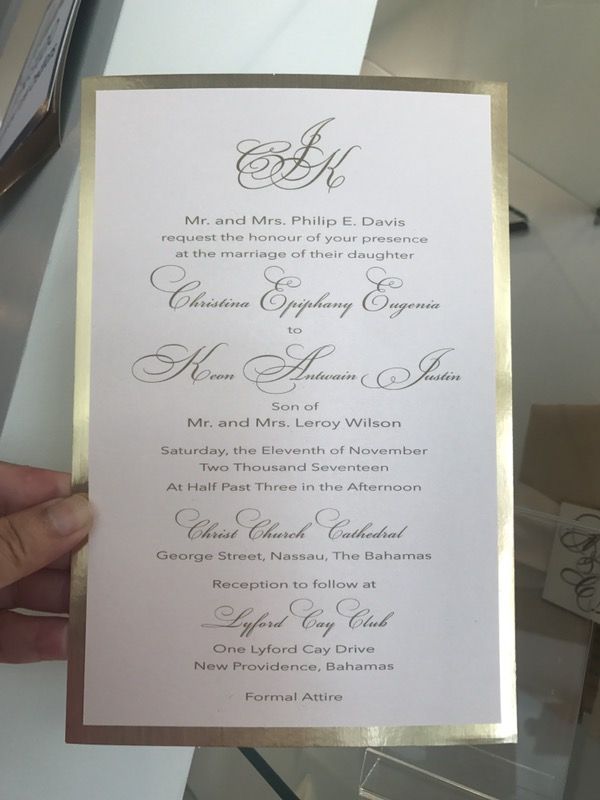 CJK
Mr. and Mrs. Philip E. Davis
request the honour of your presence
at the marriage of their daughter
Christina Epiphany Eugenia
to
Keon Antwain Justin
Son of
Mr. and Mrs. Leroy Wilson
Saturday, the Eleventh of November
Two Thousand Seventeen
At Half Past Three in the Afternoon
Christ Church Cathedral
George Street, Nassau, The Bahamas
Reception to follow at
Lyford Cay Club
One Lyford Cay Drive
New Providence, Bahamas
Formal Attire